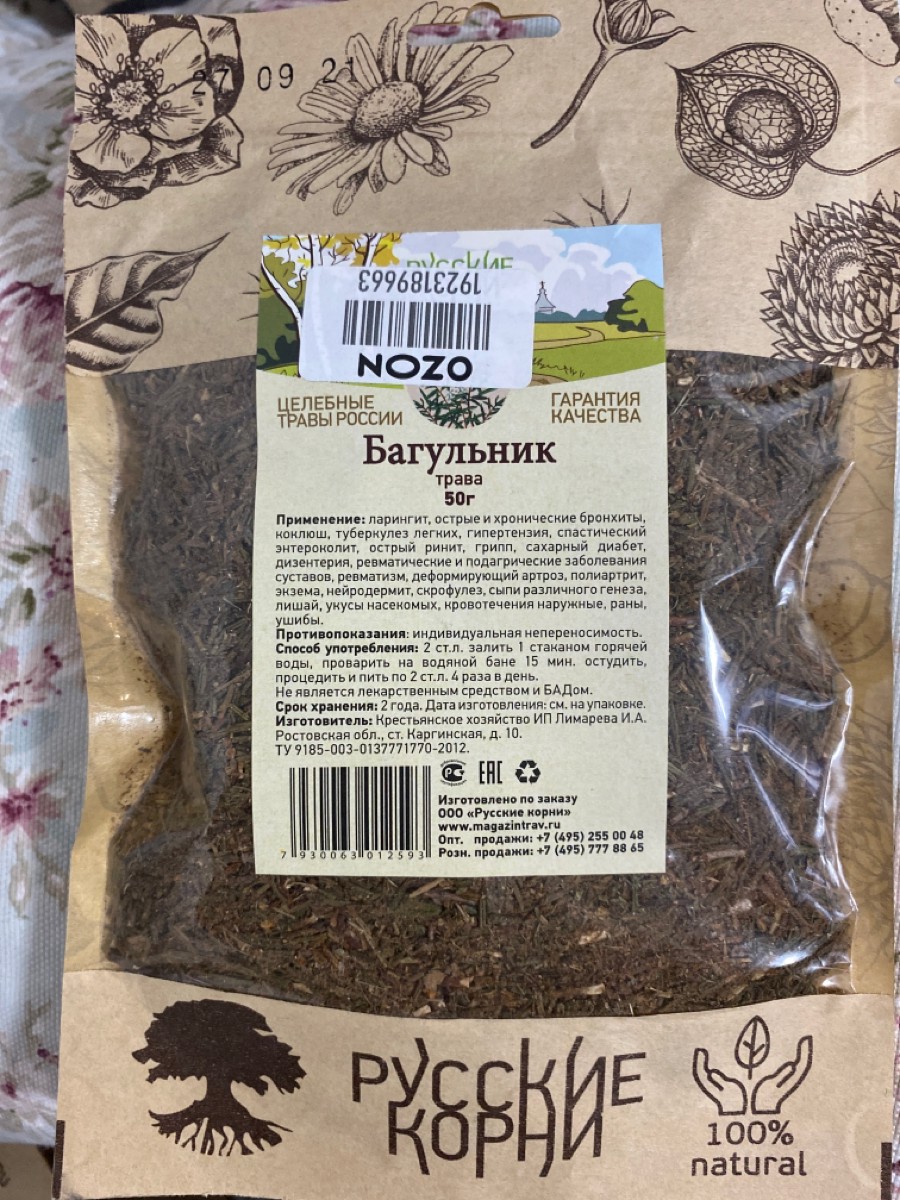 27 09 21
РУССКИЕ
1923189663
OZON
ЦЕЛЕБНЫЕ
ТРАВЫ РОССИИ
ГАРАНТИЯ
КАЧЕСТВА
Багульник
трава
50г
Применение: ларингит, острые и хронические бронхиты,
коклюш, туберкулез легких, гипертензия, спастический
энтероколит, острый ринит, грипп, сахарный диабет,
дизентерия, ревматические и подагрические заболевания
суставов, ревматизм, деформирующий артроз, полиартрит,
экзема, нейродермит, скрофулез, сыпи различного генеза,
лишай, укусы насекомых, кровотечения наружные, раны,
ушибы.
Противопоказания: индивидуальная непереносимость.
Способ употребления: 2 ст.л. залить 1 стаканом горячей
воды, проварить на водяной бане 15 мин. остудить,
процедить и пить по 2 ст.л. 4 раза в день.
Не является лекарственным средством и БАДом.
Срок хранения: 2 года. Дата изготовления: см. на упаковке.
Изготовитель: Крестьянское хозяйство ИП Лимарева И.А.
Ростовская обл., ст. Каргинская, д. 10.
ТУ 9185-003-0137771770-2012.
РСТ
EAC
Изготовлено по заказу
ООО «Русские корни»
www.magazintrav.ru
Опт. продажи: +7 (495) 255 00 48
Розн. продажи: +7 (495) 777 88 65
7 930063 012593
РУССКИЕ
КОРНИ
100%
natural